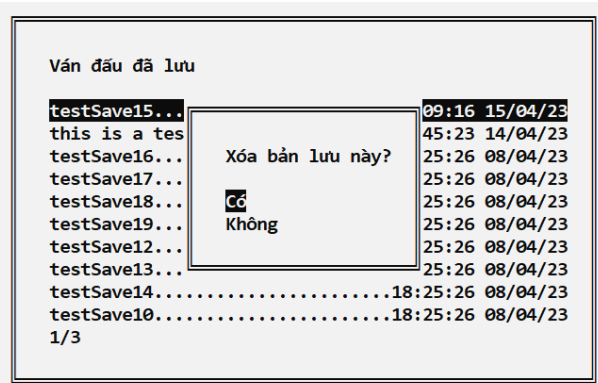 Ván đấu đã lưu
testSave15... 09:16 15/04/23
this is a tes 45:23 14/04/23
testSave16... 25:26 08/04/23
testSave17... 25:26 08/04/23
testSave18... 25:26 08/04/23
testSave19... 25:26 08/04/23
testSave12... 25:26 08/04/23
testSave13... 25:26 08/04/23
testSave14.......................18:25:26 08/04/23
testSave10.......................18:25:26 08/04/23
1/3
Xóa bản lưu này?
Có
Không